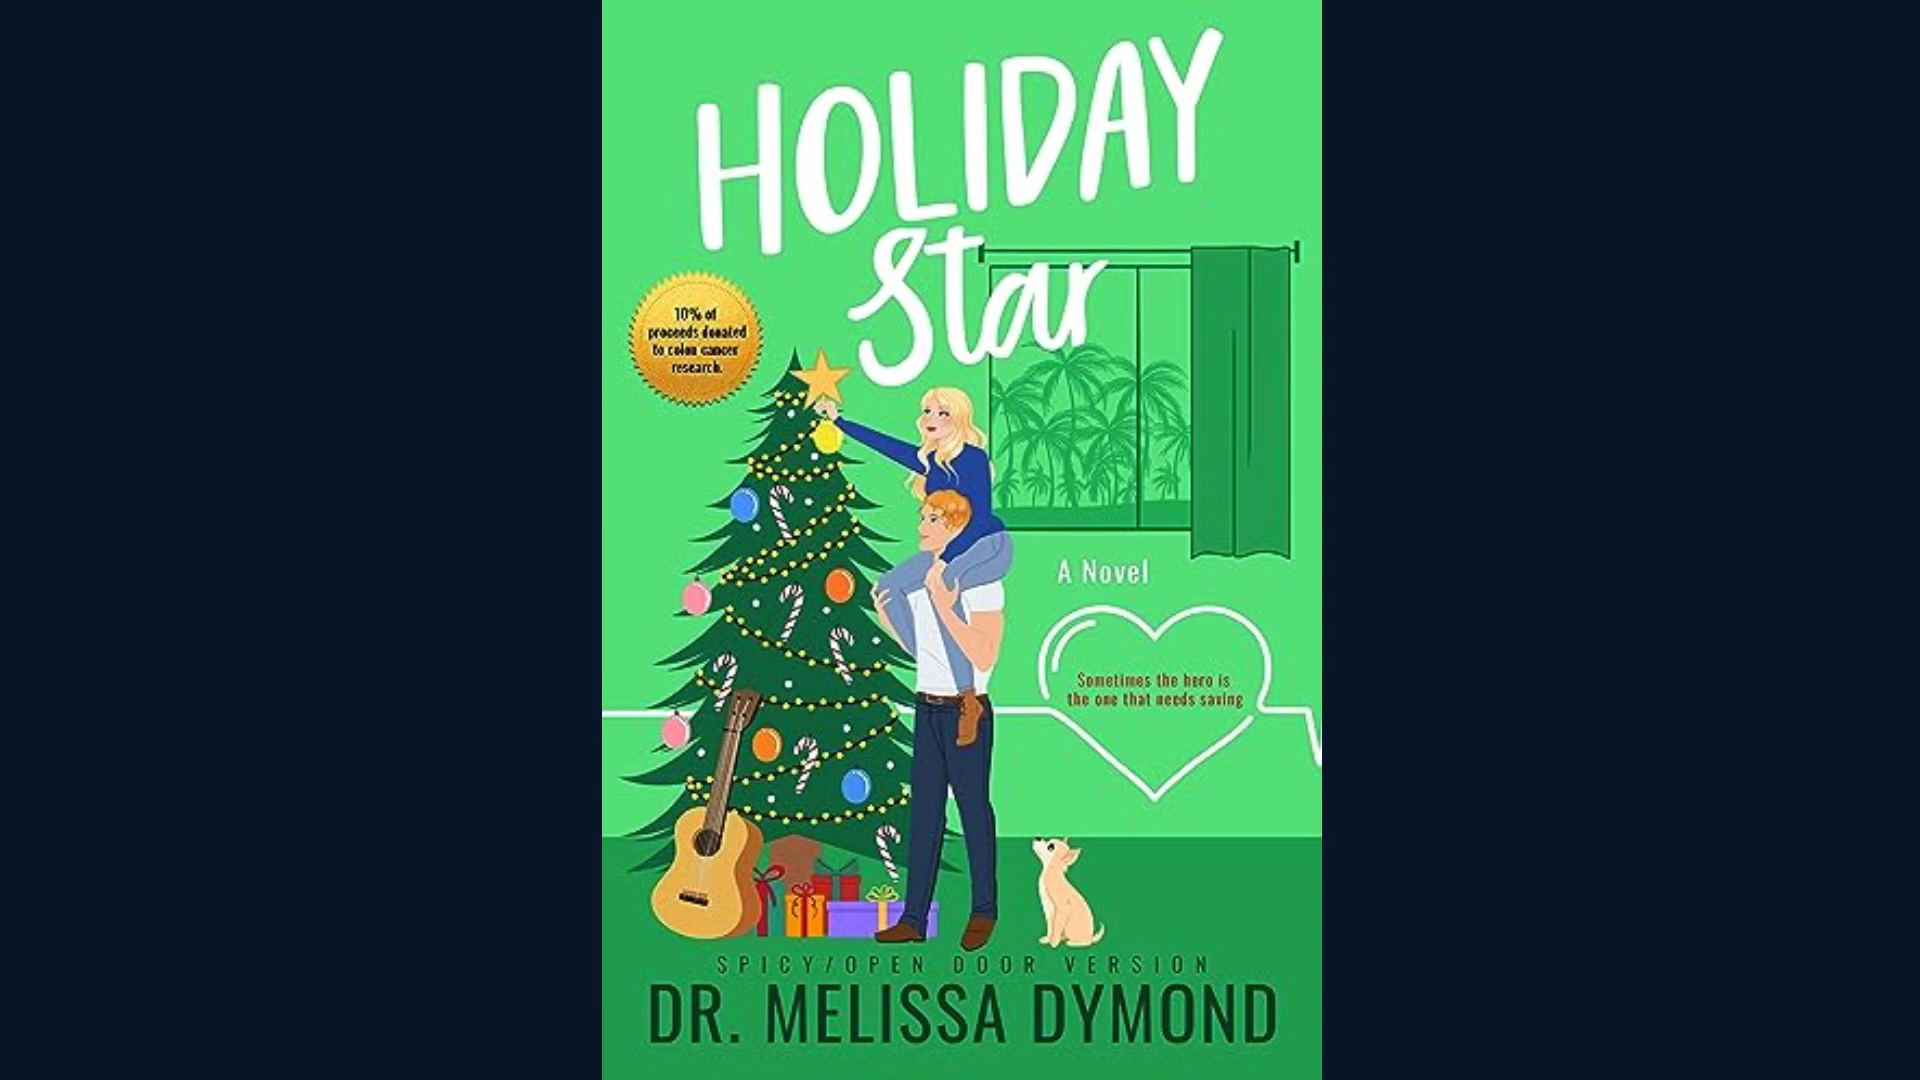 HOLIDAY
Star
10% of
proceeds donated
to colon cancer
research.
A Novel
Sometimes the hero is
the one that needs saving
SPICY/OPEN DOOR VERSION
DR. MELISSA DYMOND